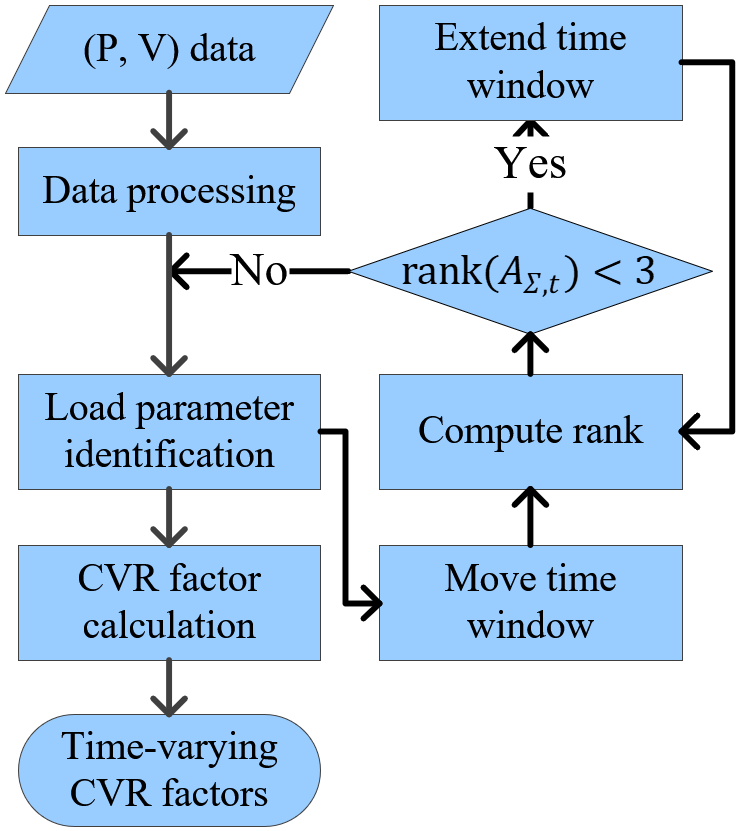 (P, V) data
Data processing
Load parameter
identification
CVR factor
calculation
Time-varying
CVR factors
Extend time
window
Yes
No
rank(A_{Σ,t}) < 3
Compute rank
Move time
window